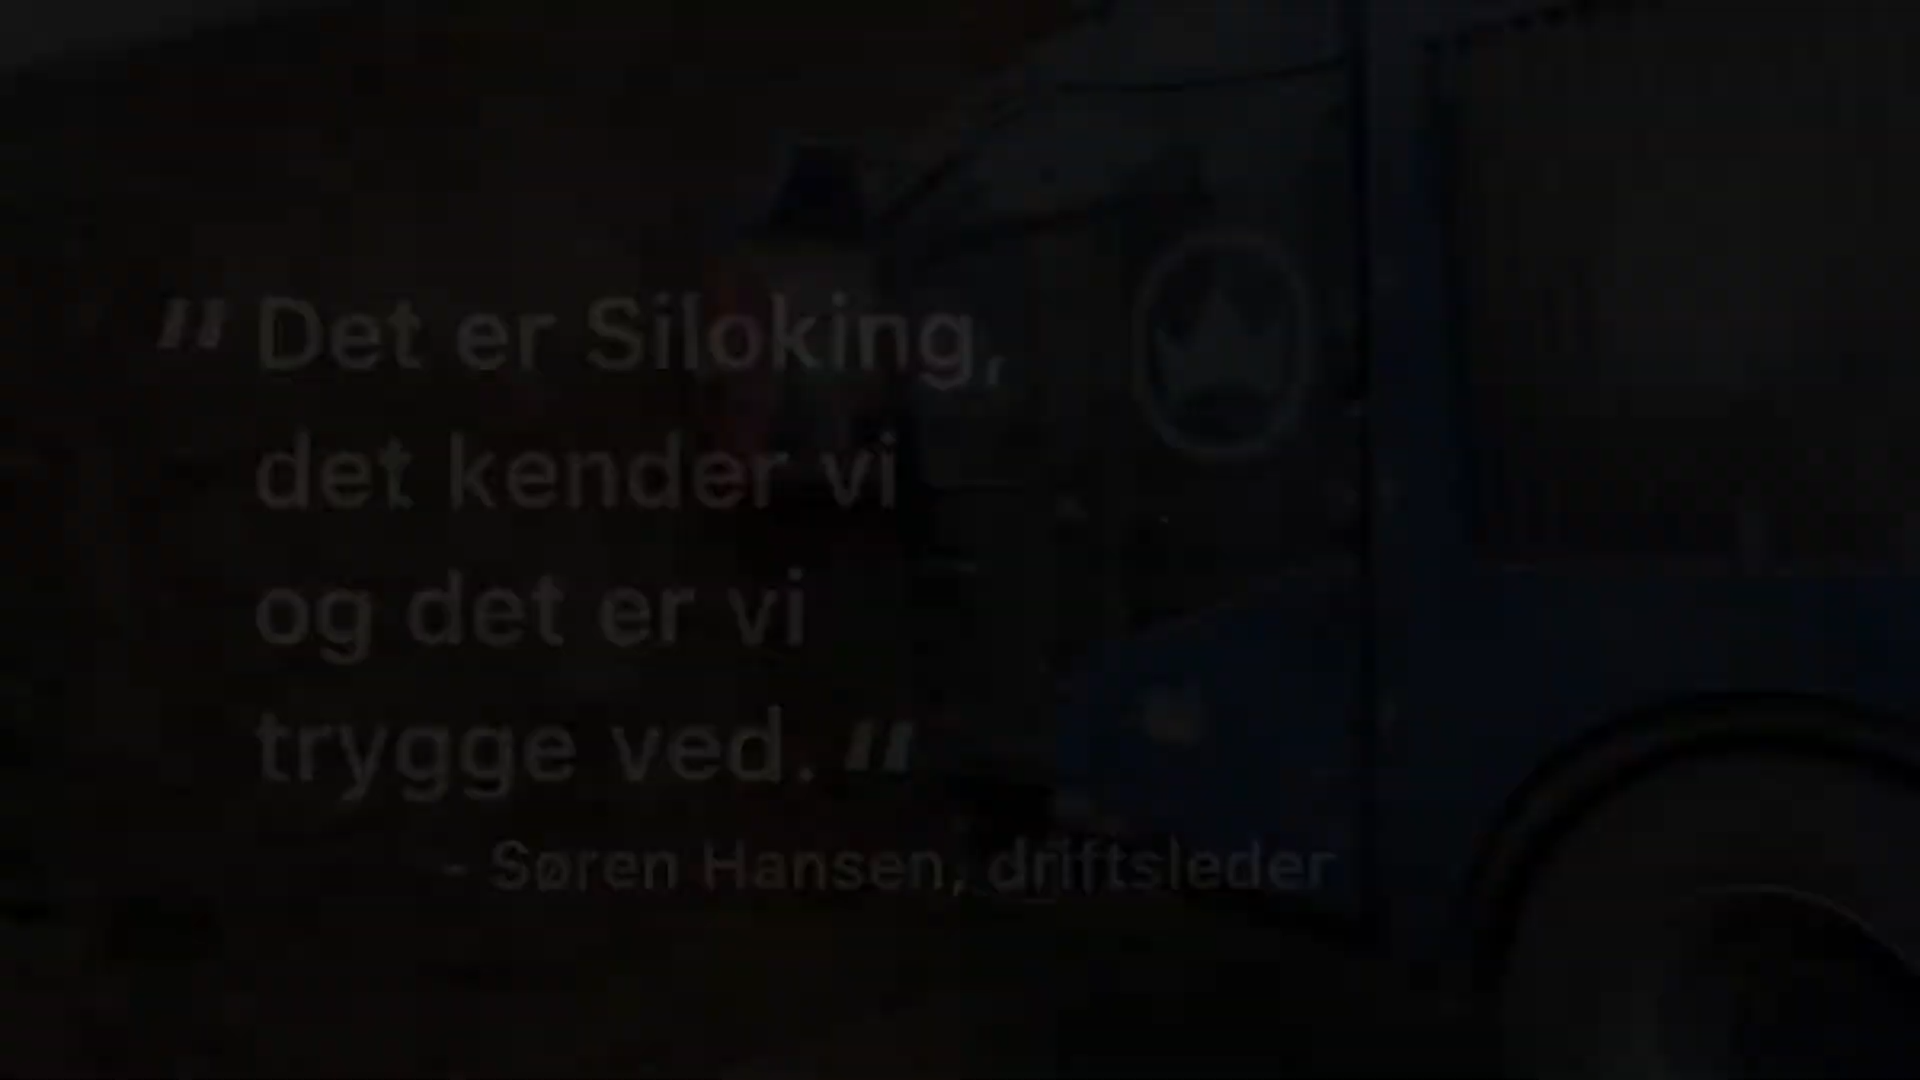 "Det er Siloking,
det kender vi
og det er vi
trygge ved."
- Søren Hansen, driftsleder